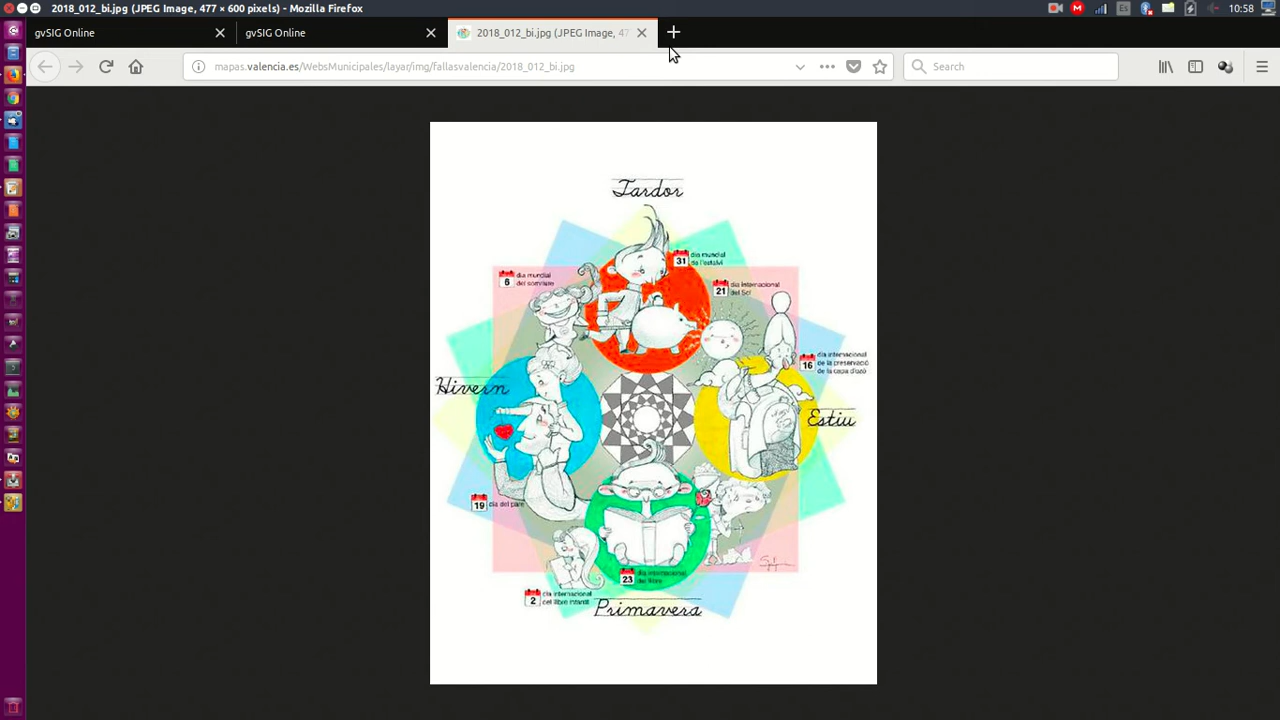 2018_012_bi.jpg (JPEG Image, 477 × 600 pixels) - Mozilla Firefox
Es
10:58
gvSIG Online
gvSIG Online
2018_012_bi.jpg (JPEG Image, 47
mapas.valencia.es/WebsMunicipales/layar/img/fallasvalencia/2018_012_bi.jpg
Search
Tardor
31 dia mundial
de l'estalvi
6 dia mundial
del somriure
21 dia internacional
del Sol
16 dia internacional
de la preservació
de la capa d'ozó
Hivern
Estiu
19 dia del pare
23 dia internacional
del llibre
2 dia internacional
del llibre infantil
Primavera